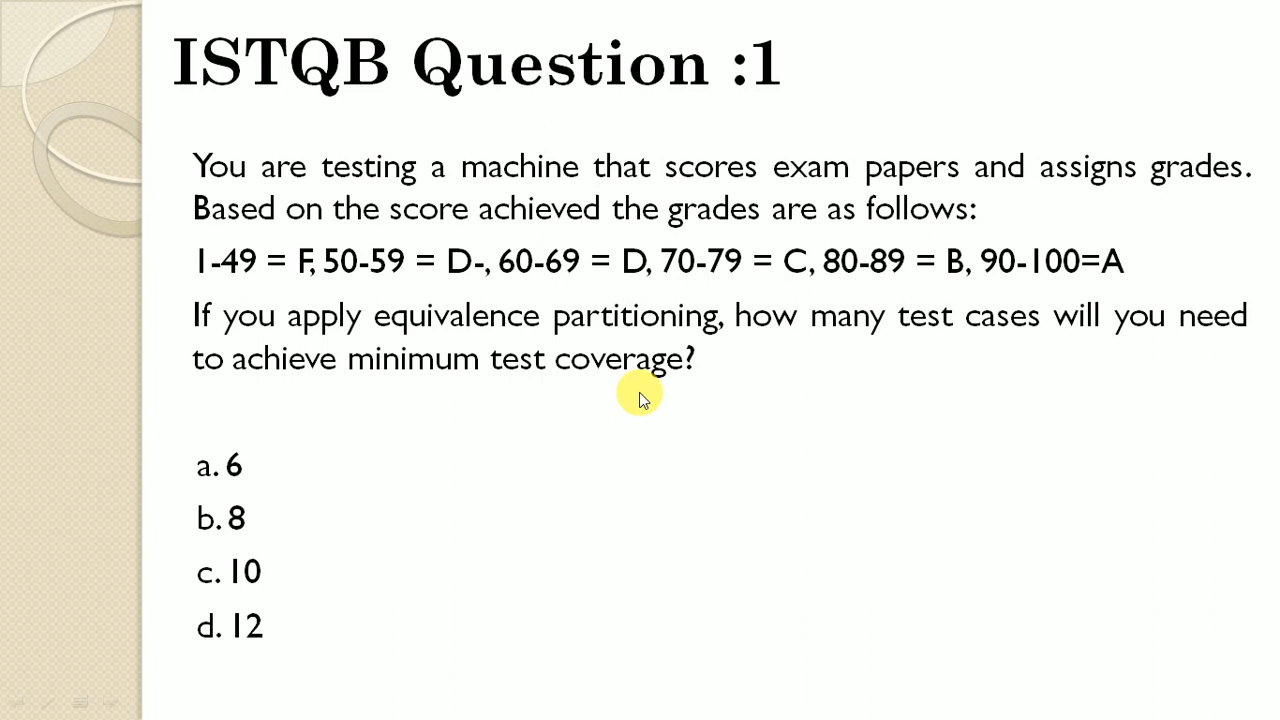 ISTQB Question :1
You are testing a machine that scores exam papers and assigns grades.
Based on the score achieved the grades are as follows:
1-49 = F, 50-59 = D-, 60-69 = D, 70-79 = C, 80-89 = B, 90-100=A
If you apply equivalence partitioning, how many test cases will you need
to achieve minimum test coverage?
a. 6
b. 8
c. 10
d. 12